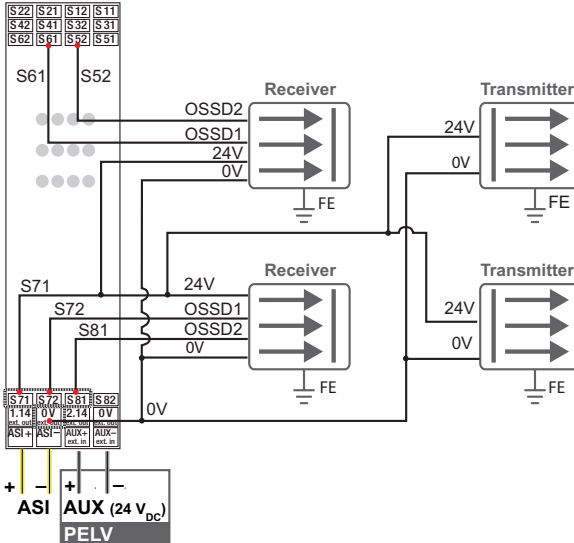 S22 S21 S12 S11
S42 S41 S32 S31
S62 S61 S52 S51
S61 S52
Receiver
Transmitter
OSSD2
OSSD1
24V
0V
24V
0V
FE
FE
Receiver
Transmitter
S71
24V
S72
OSSD1
S81
OSSD2
0V
24V
0V
FE
FE
S71 S72 S81 S82
1.14 0V 2.14 0V
ext. out ext. out ext. out ext. out
0V
ASI+ ASI− AUX+ AUX−
ext. in ext. in
+ − + −
ASI AUX (24 VDC)
PELV